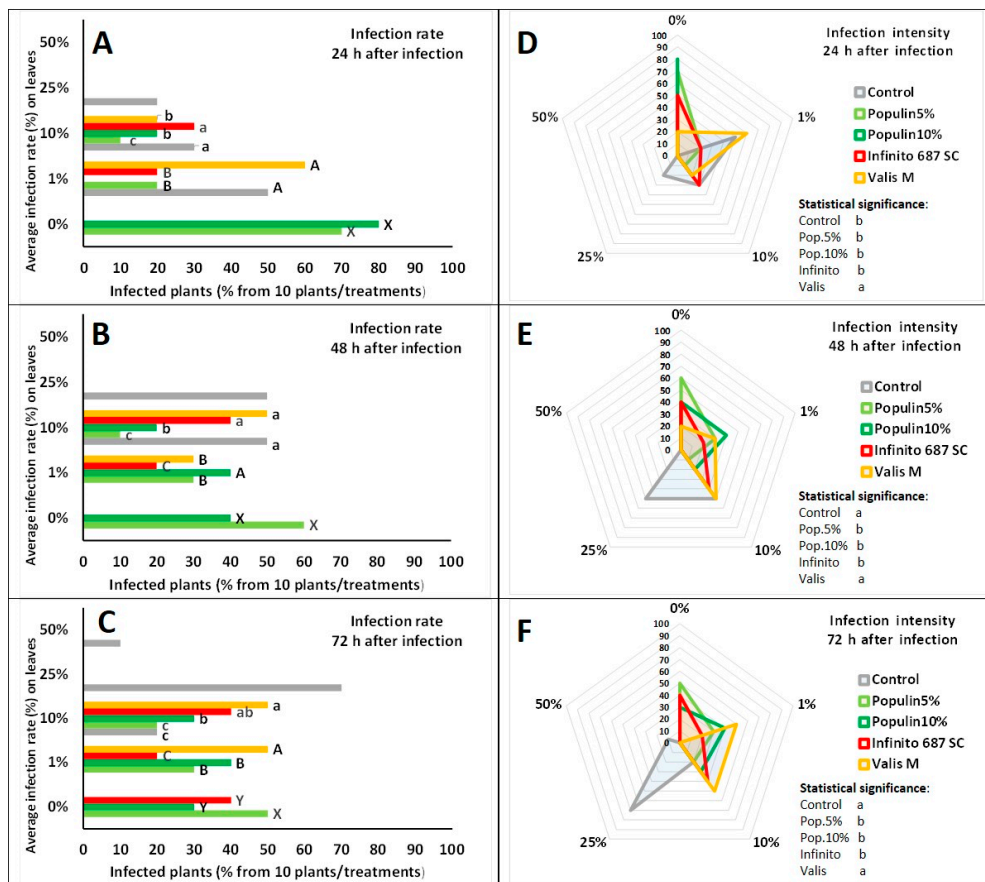 A
Infection rate
24 h after infection
Average infection rate (%) on leaves
50%
25%
10%
1%
0%
b
a
b
c
a
A
B
B
A
X
X
0 10 20 30 40 50 60 70 80 90 100
Infected plants (% from 10 plants/treatments)
D
Infection intensity
24 h after infection
0%
1%
10%
25%
50%
100
90
80
70
60
50
40
30
20
10
0
Control
Populin5%
Populin10%
Infinito 687 SC
Valis M
Statistical significance:
Control b
Pop.5% b
Pop.10% b
Infinito b
Valis a
B
Infection rate
48 h after infection
Average infection rate (%) on leaves
50%
25%
10%
1%
0%
a
a
b
c
a
B
C
A
B
X
X
0 10 20 30 40 50 60 70 80 90 100
Infected plants (% from 10 plants/treatments)
E
Infection intensity
48 h after infection
0%
1%
10%
25%
50%
100
90
80
70
60
50
40
30
20
10
0
Control
Populin5%
Populin10%
Infinito 687 SC
Valis M
Statistical significance:
Control a
Pop.5% b
Pop.10% b
Infinito b
Valis a
C
Infection rate
72 h after infection
Average infection rate (%) on leaves
50%
25%
10%
1%
0%
a
ab
b
c
c
A
C
B
B
Y
Y
X
0 10 20 30 40 50 60 70 80 90 100
Infected plants (% from 10 plants/treatments)
F
Infection intensity
72 h after infection
0%
1%
10%
25%
50%
100
90
80
70
60
50
40
30
20
10
0
Control
Populin5%
Populin10%
Infinito 687 SC
Valis M
Statistical significance:
Control a
Pop.5% b
Pop.10% b
Infinito b
Valis a